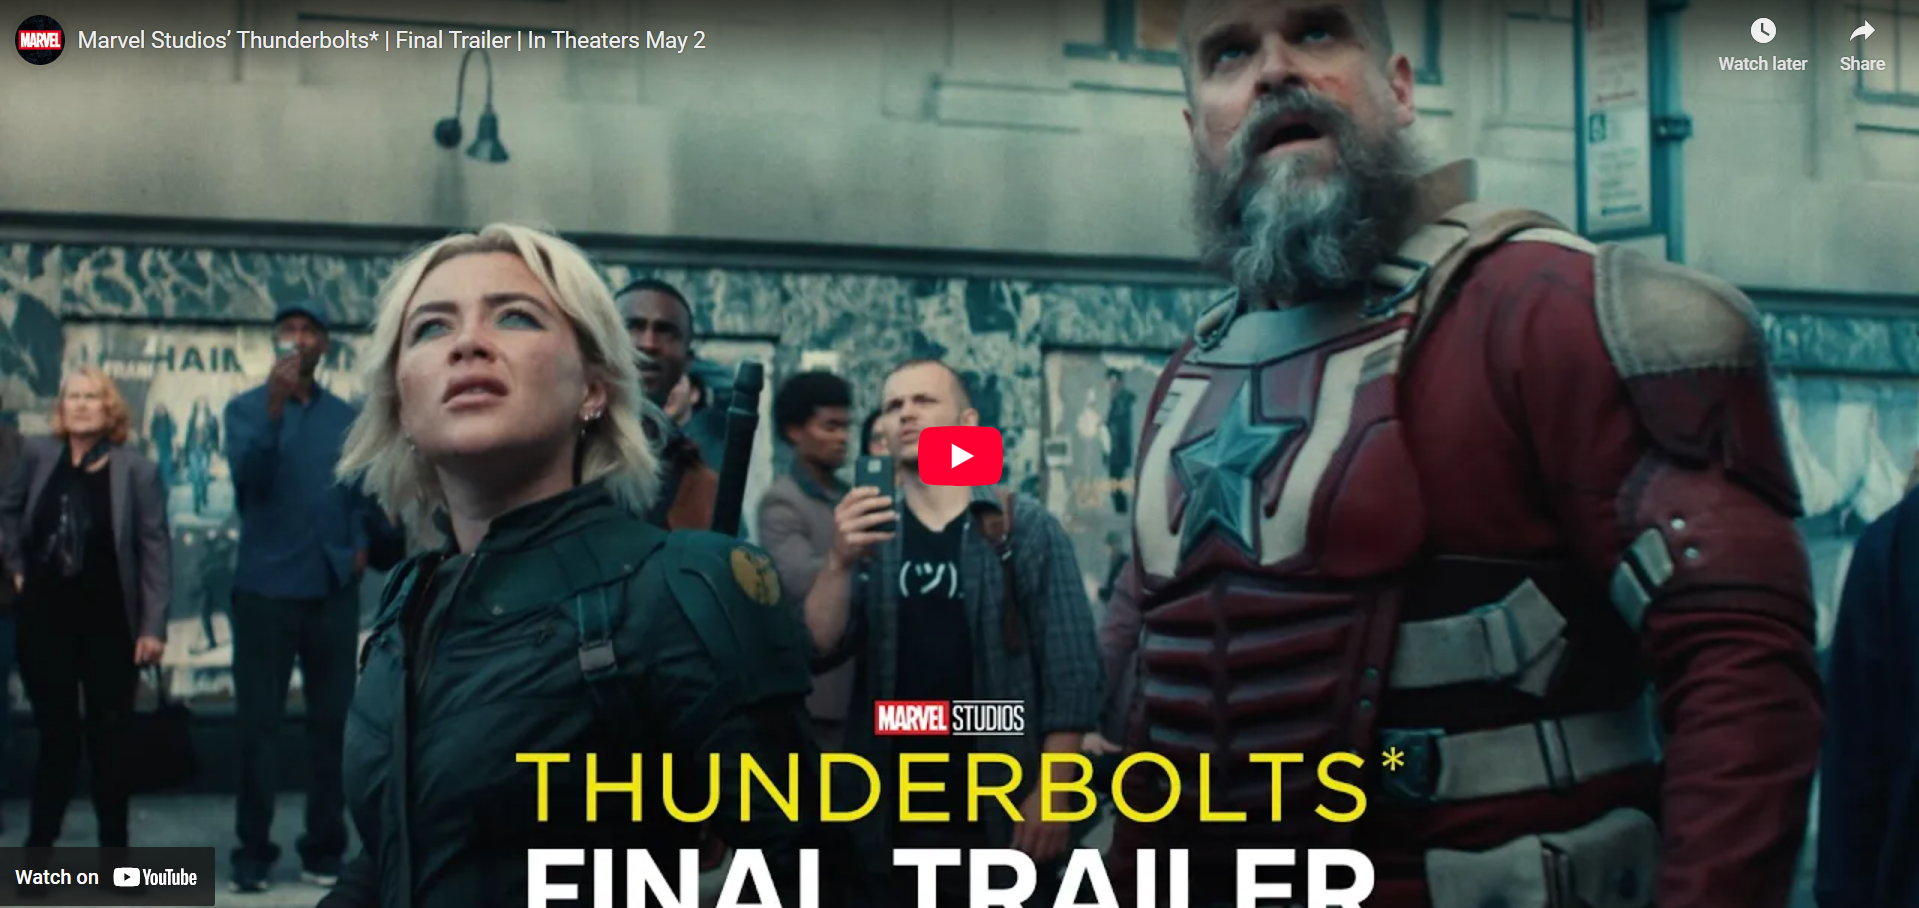 MARVEL
Marvel Studios’ Thunderbolts* | Final Trailer | In Theaters May 2
Watch later
Share
HAIR
(ツ)
MARVEL STUDIOS
THUNDERBOLTS*
FINAL TRAILER
Watch on YouTube